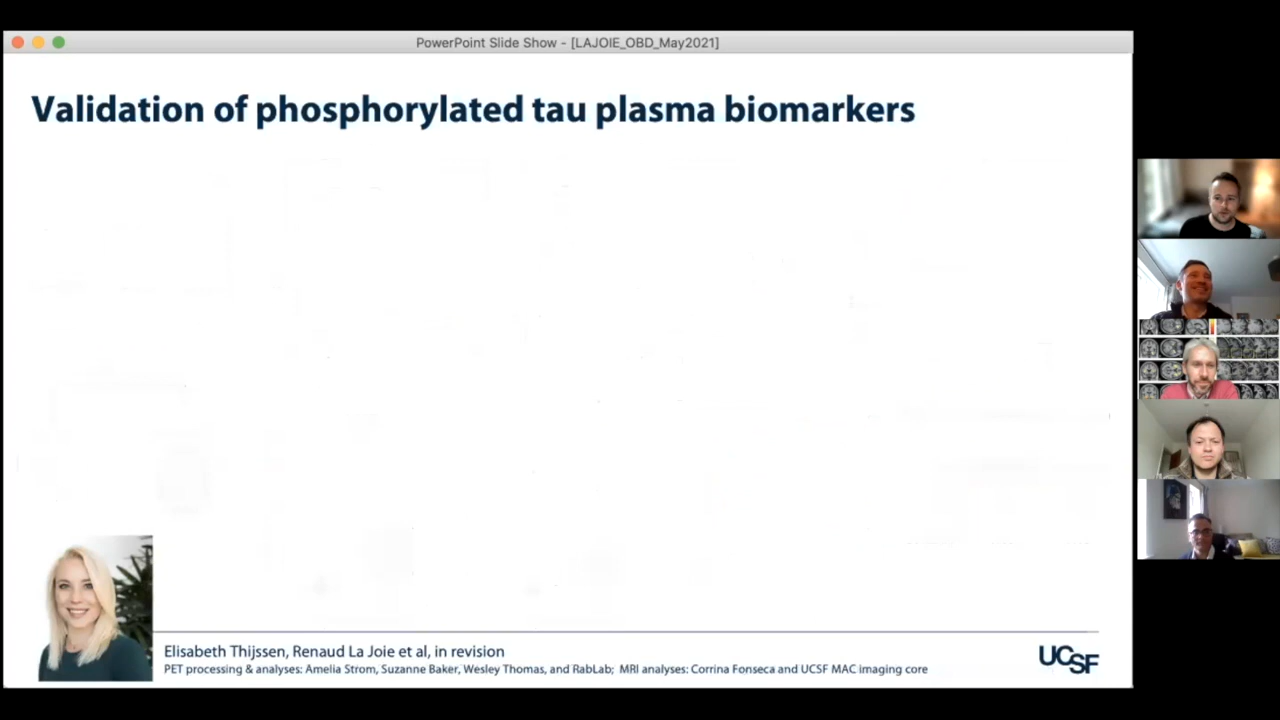 PowerPoint Slide Show - [LAJOIE_OBD_May2021]
Validation of phosphorylated tau plasma biomarkers
Elisabeth Thijssen, Renaud La Joie et al, in revision
PET processing & analyses: Amelia Strom, Suzanne Baker, Wesley Thomas, and RabLab; MRI analyses: Corrina Fonseca and UCSF MAC imaging core
UCSF